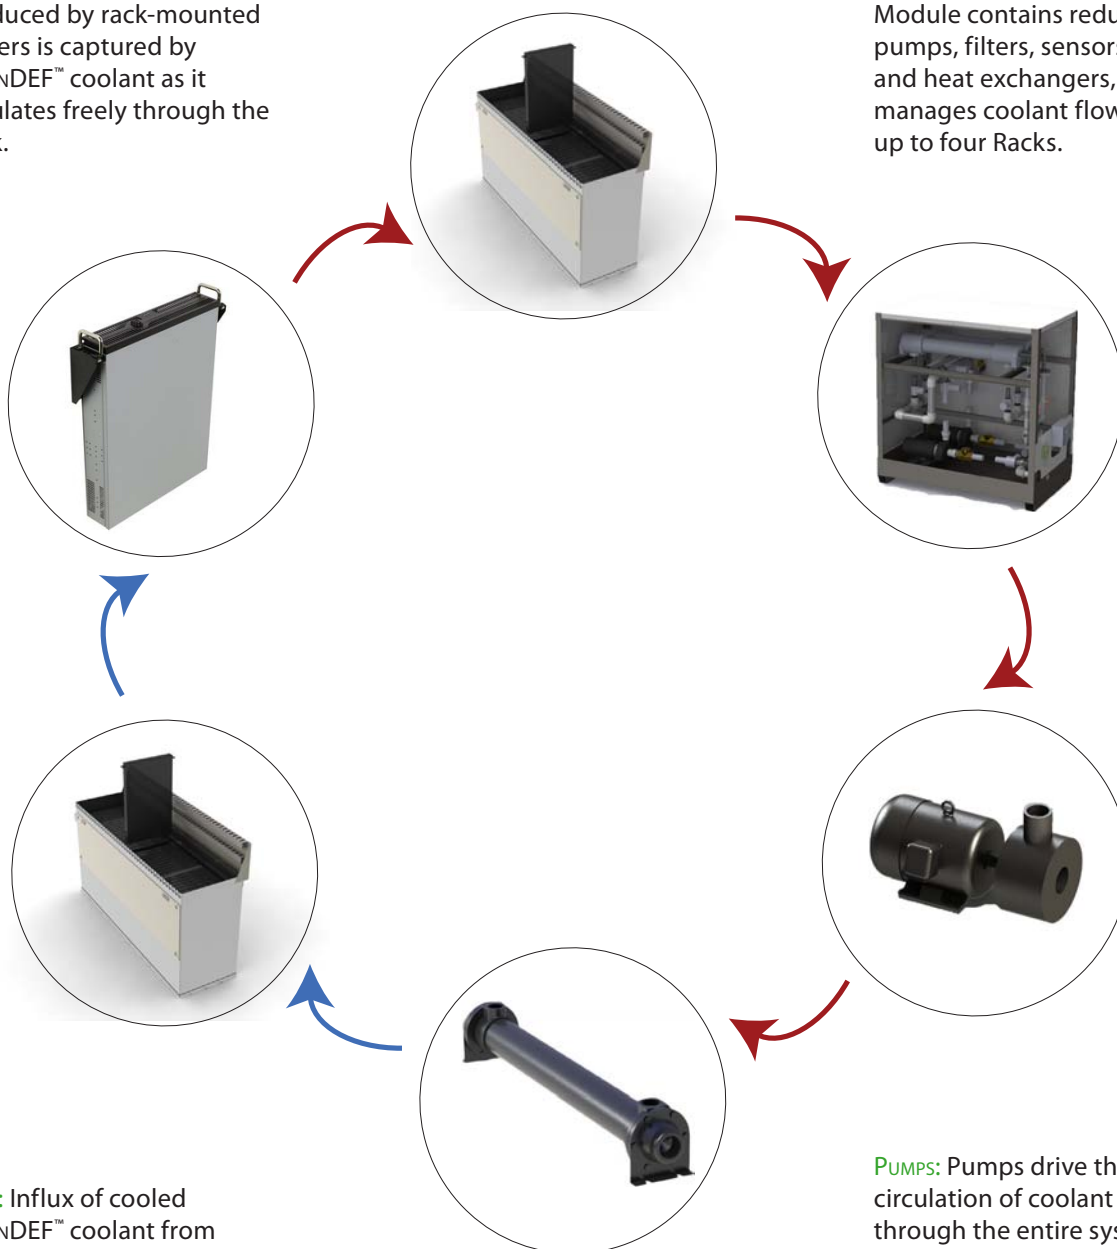 duced by rack-mounted
ers is captured by
NDEF™ coolant as it
ulates freely through the
k.
Module contains redu
pumps, filters, sensors
and heat exchangers,
manages coolant flow
up to four Racks.
: Influx of cooled
NDEF™ coolant from
PUMPS: Pumps drive th
circulation of coolant
through the entire sys